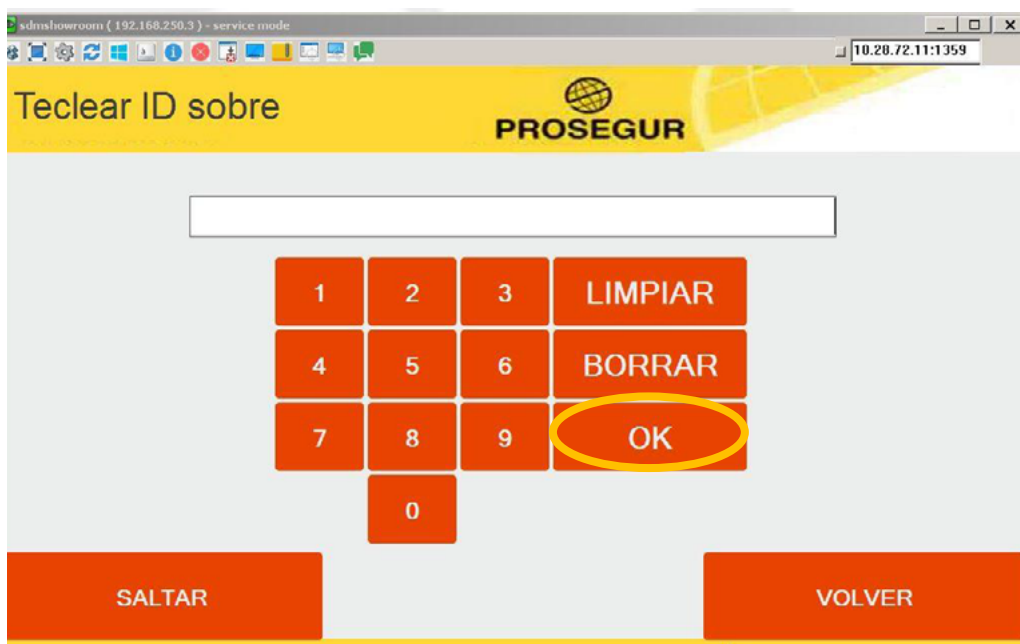 sdmshowroom ( 192.168.250.3 ) - service mode
10.28.72.11:1359
Teclear ID sobre
PROSEGUR
1 2 3 LIMPIAR
4 5 6 BORRAR
7 8 9 OK
0
SALTAR VOLVER